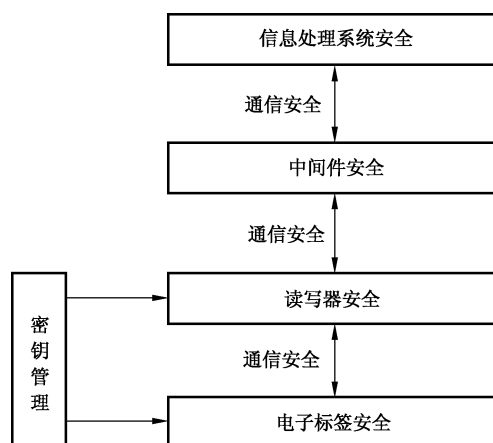 信息处理系统安全
通信安全
中间件安全
通信安全
读写器安全
密钥管理
通信安全
电子标签安全